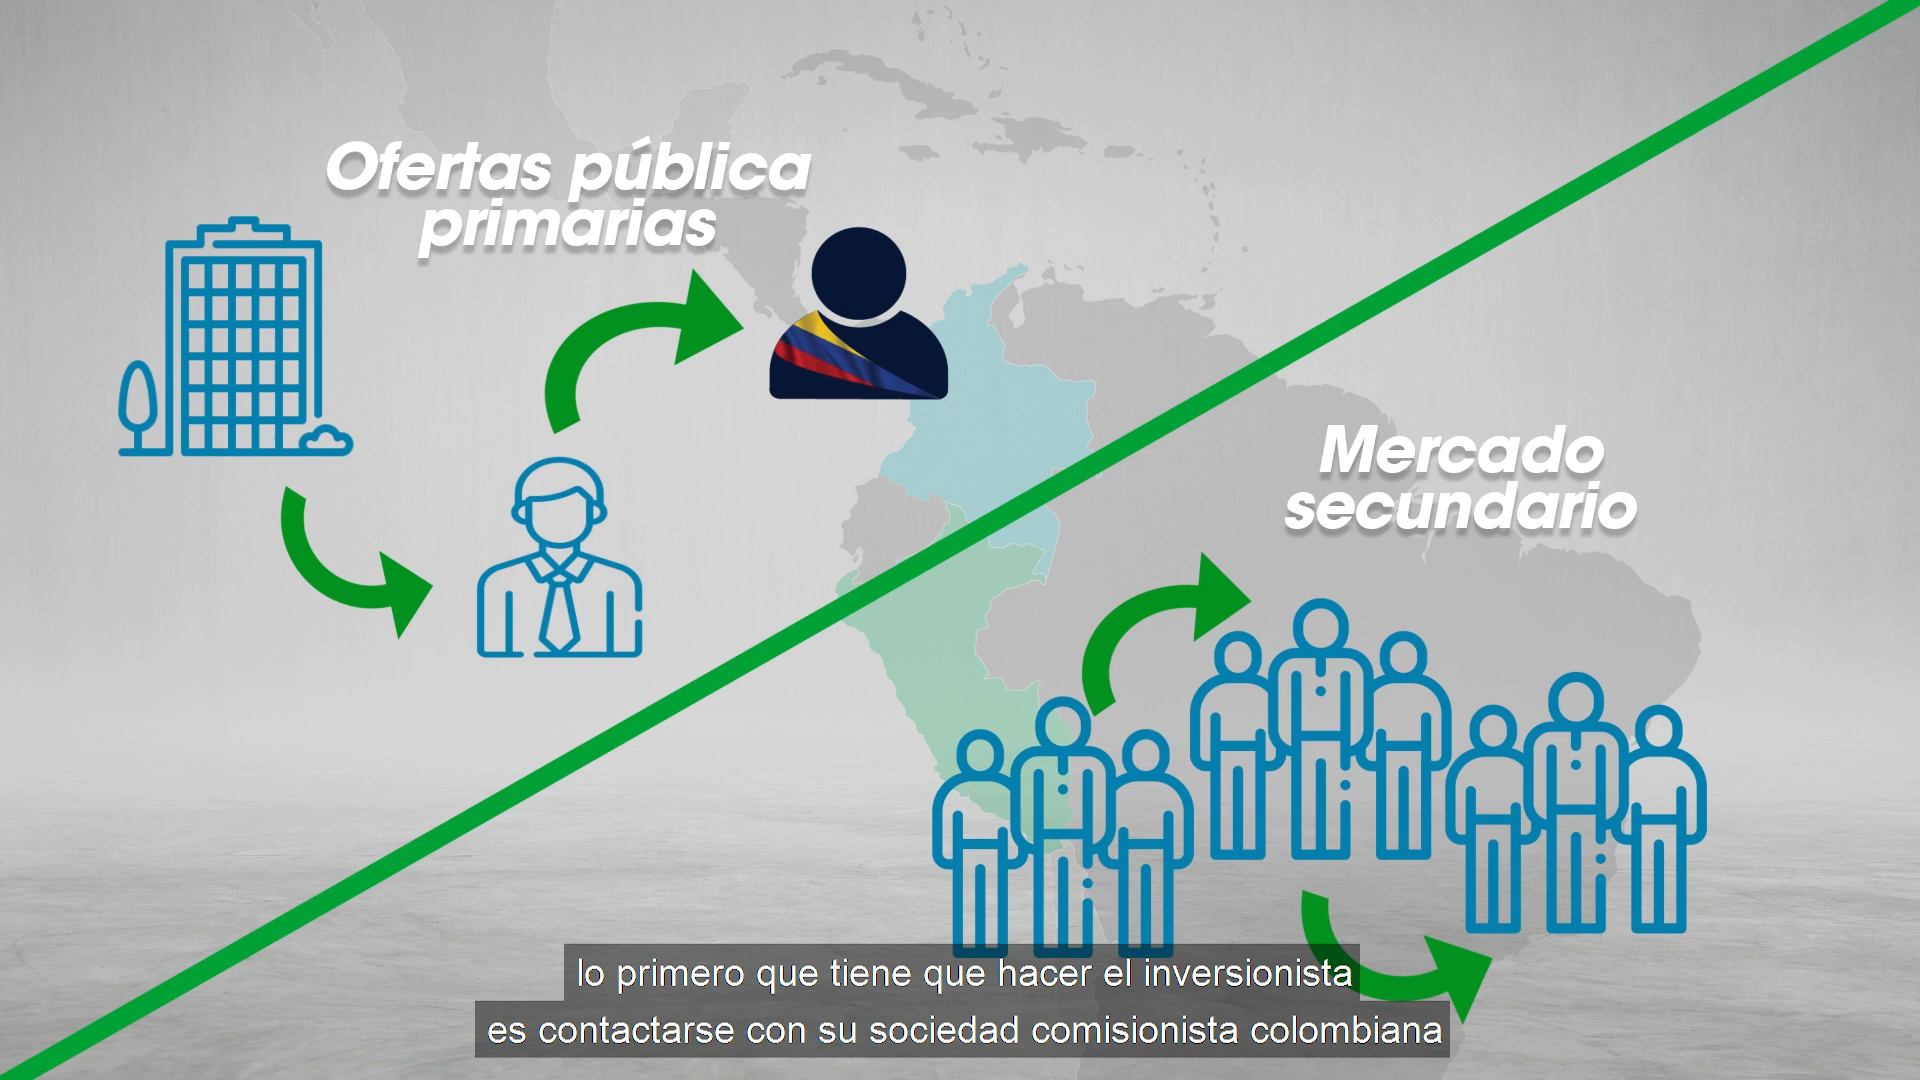 Ofertas pública
primarias
Mercado
secundario
lo primero que tiene que hacer el inversionista
es contactarse con su sociedad comisionista colombiana